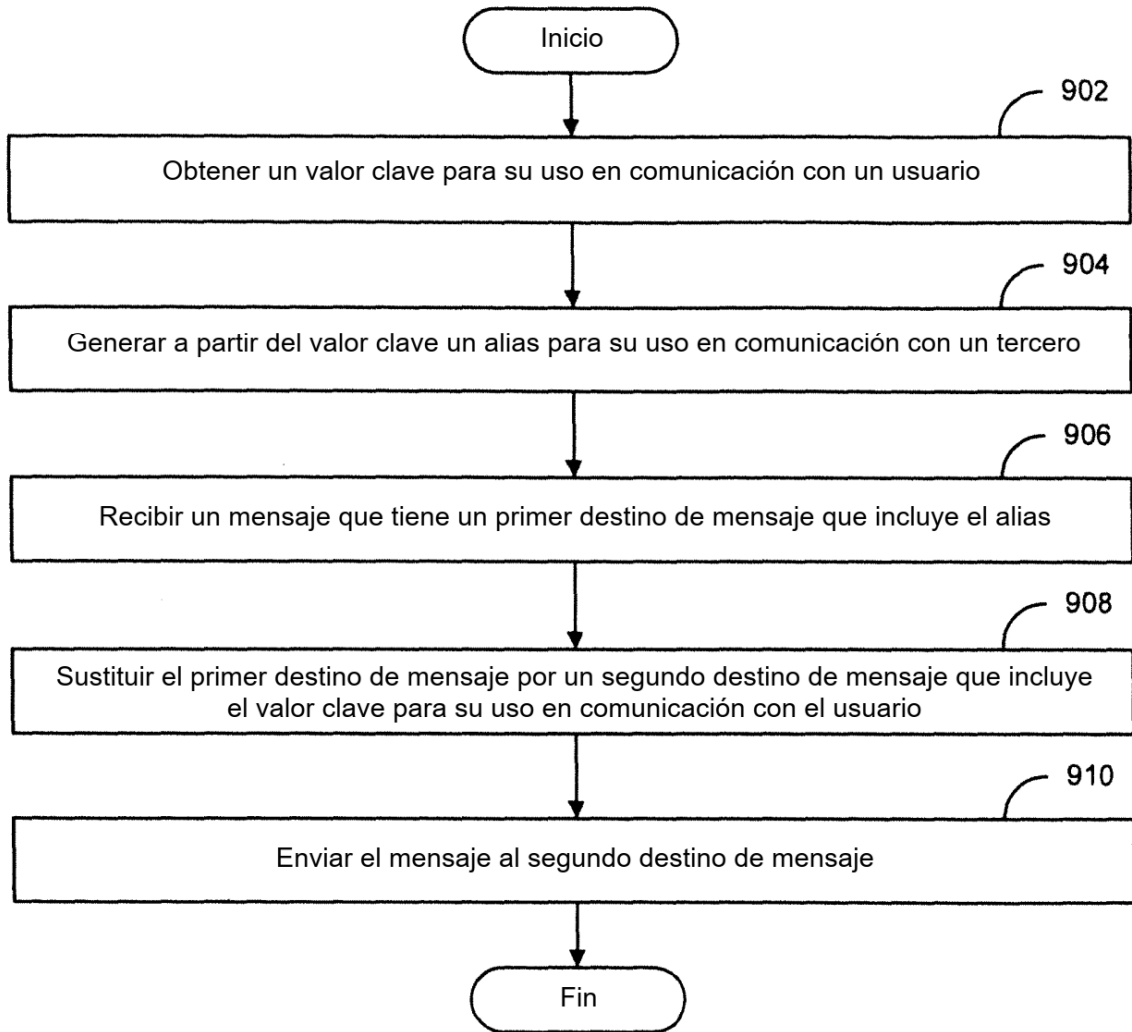 Inicio
902
Obtener un valor clave para su uso en comunicación con un usuario
904
Generar a partir del valor clave un alias para su uso en comunicación con un tercero
906
Recibir un mensaje que tiene un primer destino de mensaje que incluye el alias
908
Sustituir el primer destino de mensaje por un segundo destino de mensaje que incluye
el valor clave para su uso en comunicación con el usuario
910
Enviar el mensaje al segundo destino de mensaje
Fin